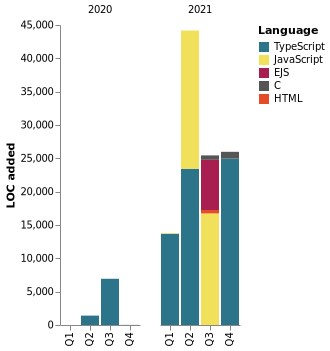 2020
2021
Language
TypeScript
JavaScript
EJS
C
HTML
LOC added
45,000
40,000
35,000
30,000
25,000
20,000
15,000
10,000
5,000
0
Q1
Q2
Q3
Q4
Q1
Q2
Q3
Q4